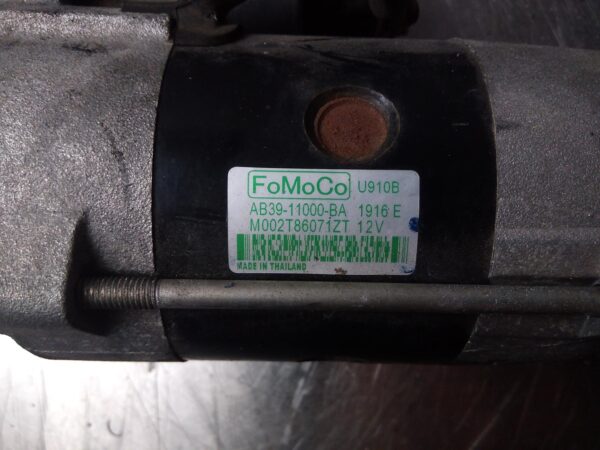 FoMoCo U910B
AB39-11000-BA 1916 E
M002T86071ZT 12V
MADE IN THAILAND